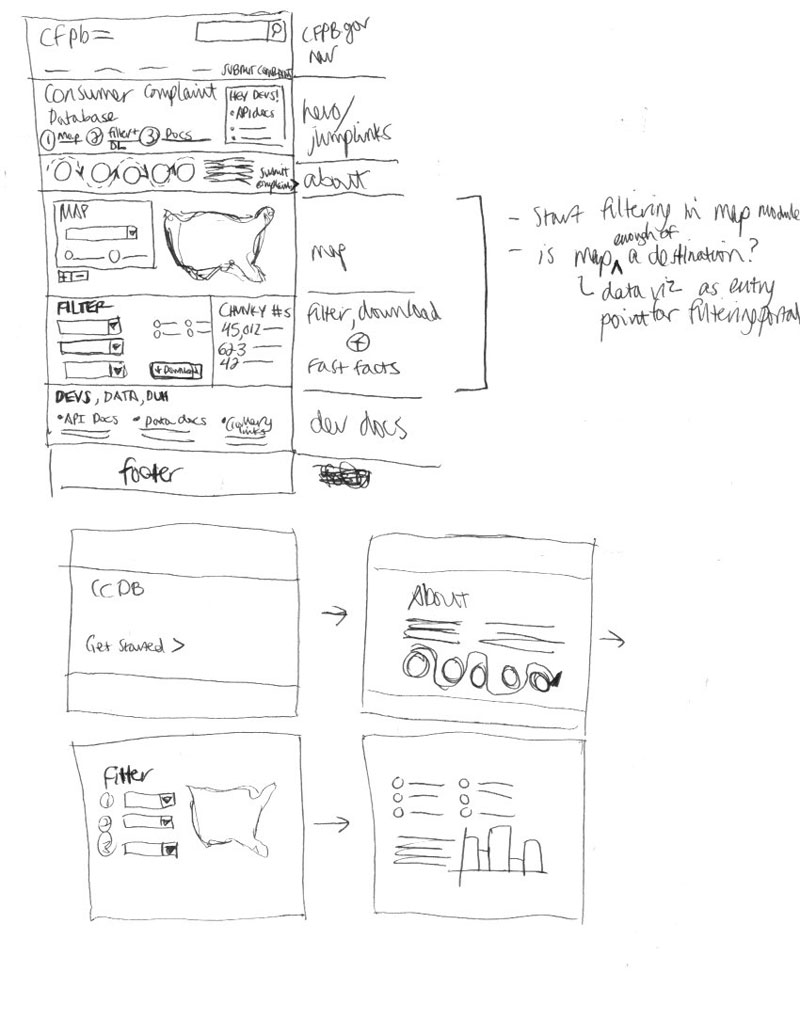 cfpb
SUBMIT COMPLAINT
CFPB gov
nav
Consumer Complaint
Database
① Map ② filter + DL ③ Docs
HEY DEVS!
• API docs
hero/
jumplinks
submit
complaint
about
MAP
+ -
map
- start filtering in map module
- is map enough of a destination?
data viz as entry
point for filtering portal
FILTER
Download
CHUNKY #s
45,012
623
42
filter, download
+
Fast facts
DEVS, DATA, DUH
• API Docs • Data docs
dev docs
footer
CCDB
Get Started >
About
Filter
1
2
3